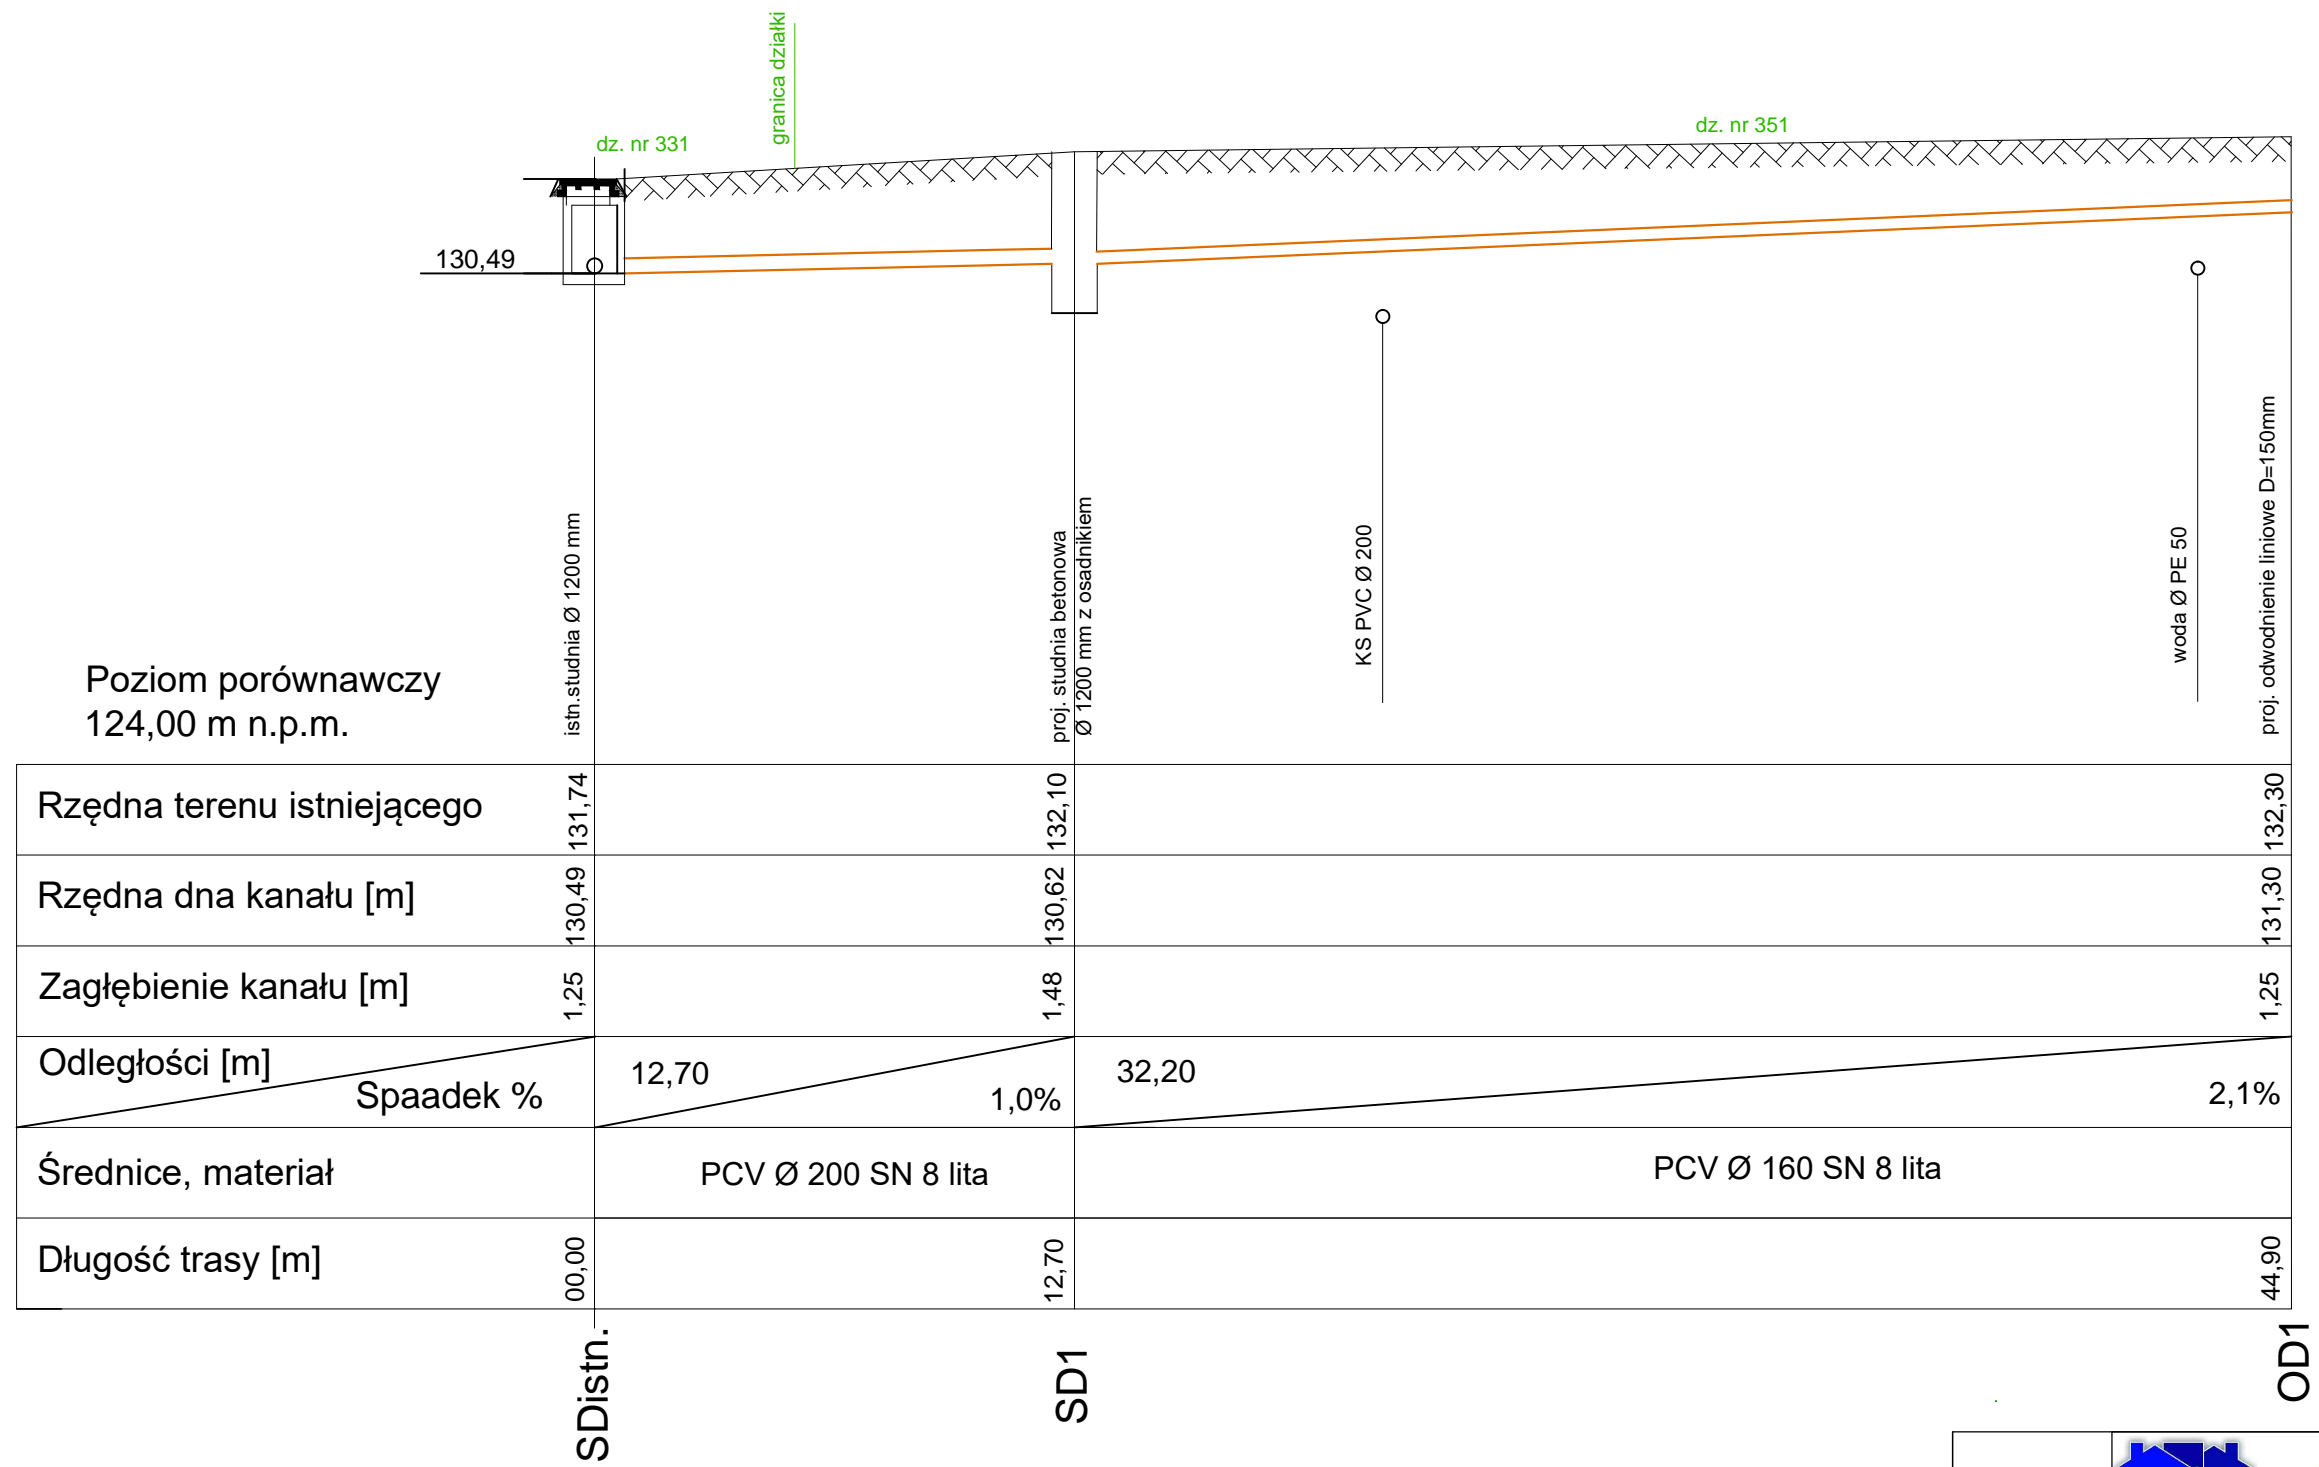 granica działki
dz. nr 331
dz. nr 351
130,49
istn.studnia Ø 1200 mm
proj. studnia betonowa
Ø 1200 mm z osadnikiem
KS PVC Ø 200
woda Ø PE 50
proj. odwodnienie liniowe D=150mm
Poziom porównawczy
124,00 m n.p.m.
Rzędna terenu istniejącego 131,74 132,10 132,30
Rzędna dna kanału [m] 130,49 130,62 131,30
Zagłębienie kanału [m] 1,25 1,48 1,25
Odległości [m] 12,70 32,20
Spaadek % 1,0% 2,1%
Średnice, materiał PCV Ø 200 SN 8 lita PCV Ø 160 SN 8 lita
Długość trasy [m] 00,00 12,70 44,90
SDistn. SD1 OD1